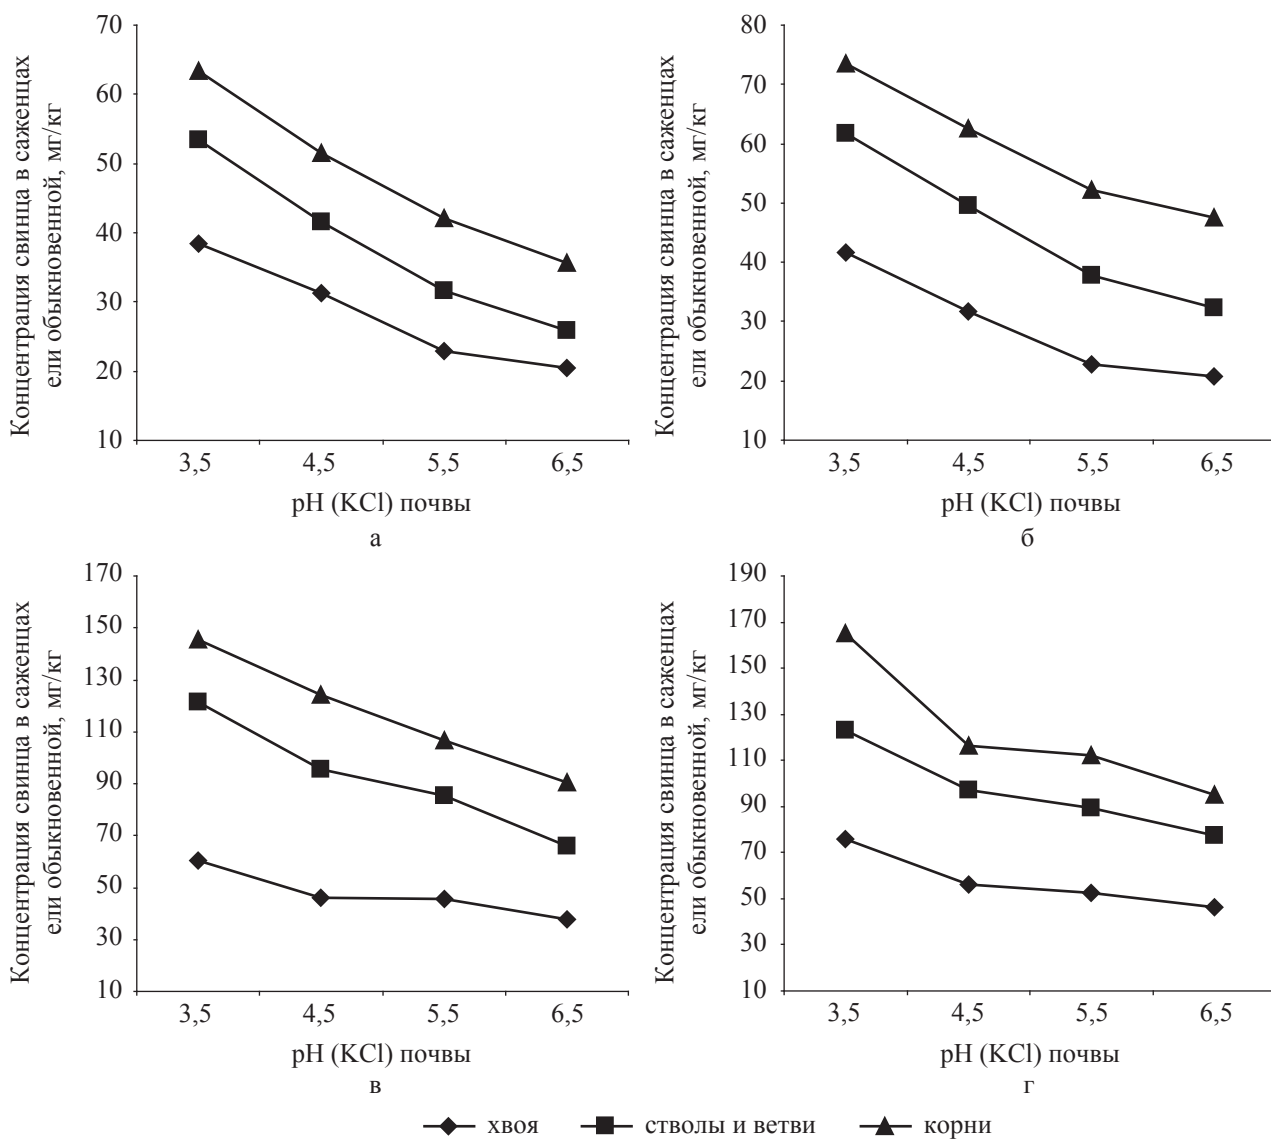 Концентрация свинца в саженцах
ели обыкновенной, мг/кг
70
60
50
40
30
20
10
3,5 4,5 5,5 6,5
pH (KCl) почвы
а
Концентрация свинца в саженцах
ели обыкновенной, мг/кг
80
70
60
50
40
30
20
10
3,5 4,5 5,5 6,5
pH (KCl) почвы
б
Концентрация свинца в саженцах
ели обыкновенной, мг/кг
170
150
130
110
90
70
50
30
10
3,5 4,5 5,5 6,5
pH (KCl) почвы
в
Концентрация свинца в саженцах
ели обыкновенной, мг/кг
190
170
150
130
110
90
70
50
30
10
3,5 4,5 5,5 6,5
pH (KCl) почвы
г
хвоя стволы и ветви корни